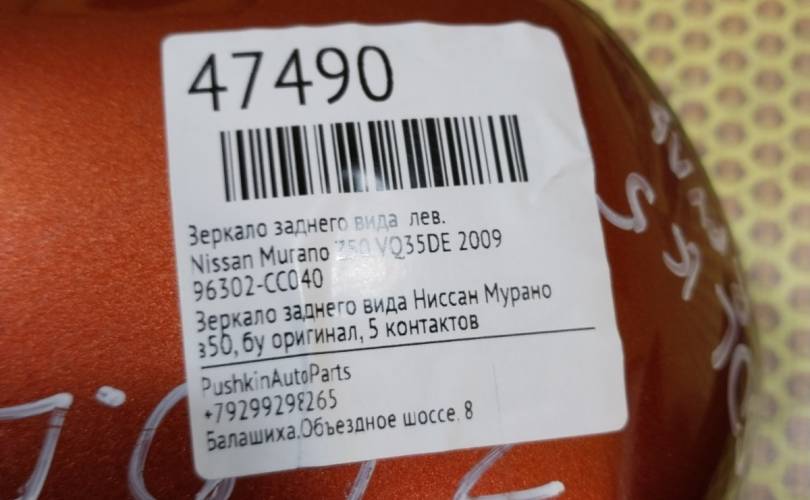 47490
Зеркало заднего вида лев.
Nissan Murano Z50 VQ35DE 2009
96302-CC040
Зеркало заднего вида Ниссан Мурано
з50, бу оригинал, 5 контактов
PushkinAutoParts
+79299298265
Балашиха.Объездное шоссе. 8